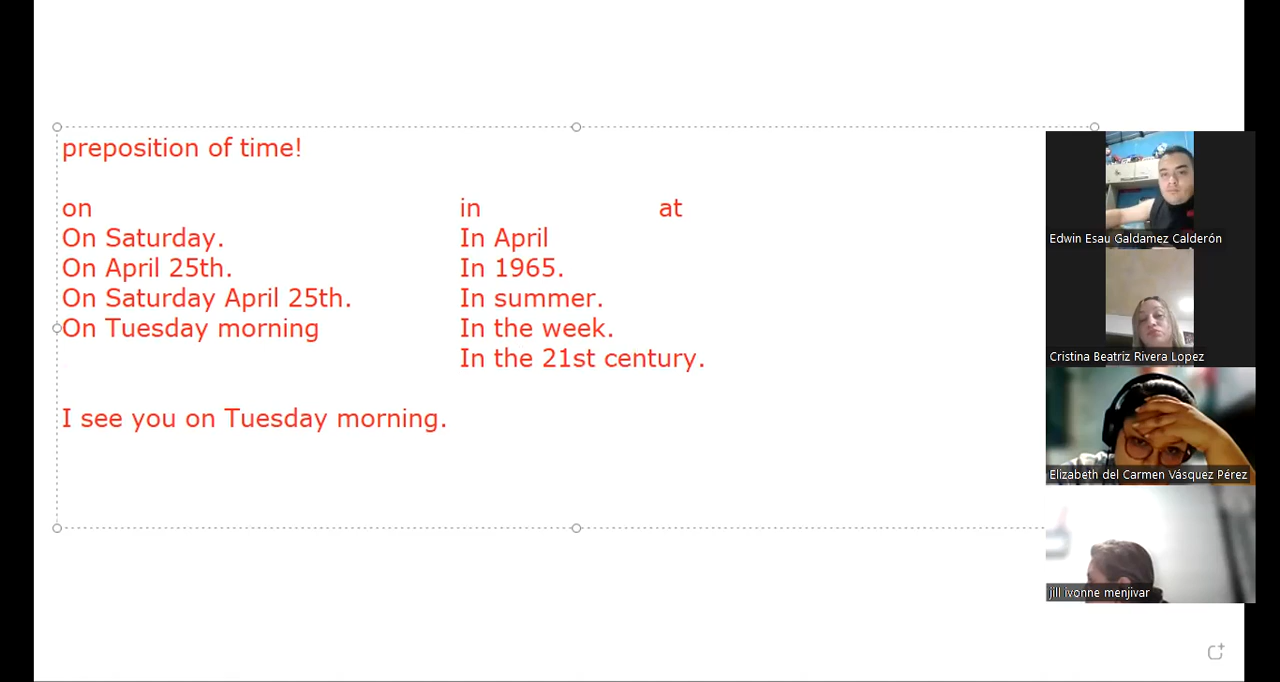 preposition of time!
on in at
On Saturday. In April
On April 25th. In 1965.
On Saturday April 25th. In summer.
On Tuesday morning In the week.
In the 21st century.
I see you on Tuesday morning.
Edwin Esau Galdamez Calderón
Cristina Beatriz Rivera Lopez
Elizabeth del Carmen Vásquez Pérez
jill ivonne menjivar